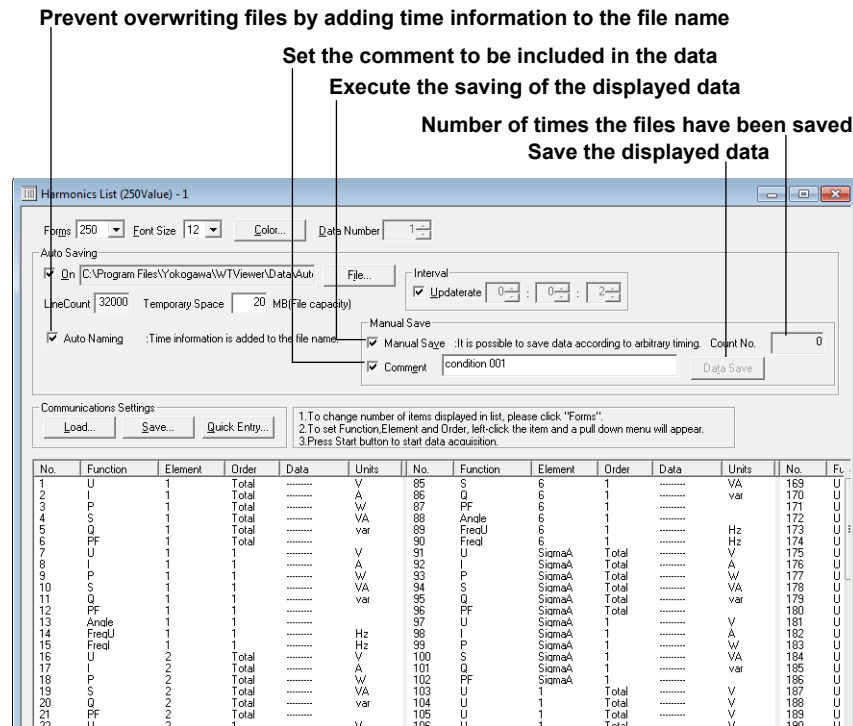 Prevent overwriting files by adding time information to the file name
Set the comment to be included in the data
Execute the saving of the displayed data
Number of times the files have been saved
Save the displayed data
Harmonics List (250Value) - 1
Forms 250 Font Size 12 Color... Data Number 1
Auto Saving
On C:\Program Files\Yokogawa\WTViewer\Data\Aut File... Interval
Updaterate 0 : 0 : 2
LineCount 32000 Temporary Space 20 MB(File capacity)
Manual Save
Auto Naming :Time information is added to the file name. Manual Save :It is possible to save data according to arbitrary timing. Count No. 0
Comment condition 001 Data Save
Communications Settings
Load... Save... Quick Entry...
1.To change number of items displayed in list, please click "Forms".
2.To set Function,Element and Order, left-click the item and a pull down menu will appear.
3.Press Start button to start data acquisition.
No. Function Element Order Data Units No. Function Element Order Data Units No. Fu
1 U 1 Total -------- V 85 S 6 1 -------- VA 169 U
2 I 1 Total -------- A 86 Q 6 1 -------- var 170 U
3 P 1 Total -------- W 87 PF 6 1 -------- 171 U
4 S 1 Total -------- VA 88 Angle 6 1 -------- 172 U
5 Q 1 Total -------- var 89 FreqU 6 1 -------- Hz 173 U
6 PF 1 Total -------- 90 FreqI 6 1 -------- Hz 174 U
7 U 1 1 -------- V 91 U SigmaA Total -------- V 175 U
8 I 1 1 -------- A 92 I SigmaA Total -------- A 176 U
9 P 1 1 -------- W 93 P SigmaA Total -------- W 177 U
10 S 1 1 -------- VA 94 S SigmaA Total -------- VA 178 U
11 Q 1 1 -------- var 95 Q SigmaA Total -------- var 179 U
12 PF 1 1 -------- 96 PF SigmaA Total -------- 180 U
13 Angle 1 1 -------- 97 U SigmaA 1 -------- V 181 U
14 FreqU 1 1 -------- Hz 98 I SigmaA 1 -------- A 182 U
15 FreqI 1 1 -------- Hz 99 P SigmaA 1 -------- W 183 U
16 U 2 Total -------- V 100 S SigmaA 1 -------- VA 184 U
17 I 2 Total -------- A 101 Q SigmaA 1 -------- var 185 U
18 P 2 Total -------- W 102 PF SigmaA 1 -------- 186 U
19 S 2 Total -------- VA 103 U 1 Total -------- V 187 U
20 Q 2 Total -------- var 104 U 1 1 -------- V 188 U
21 PF 2 Total -------- 105 U 1 Total -------- V 189 U
22 U 2 1 -------- V 106 U 1 Total -------- V 190 U